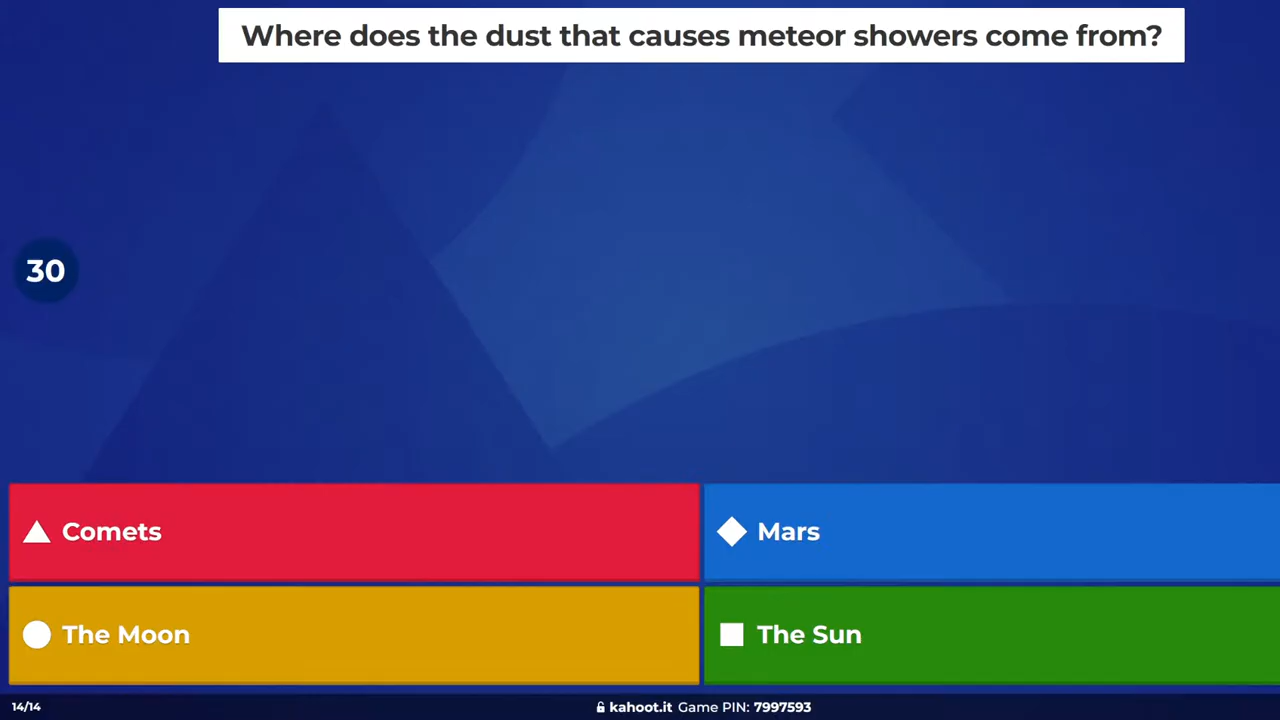 Where does the dust that causes meteor showers come from?
30
Comets
Mars
The Moon
The Sun
14/14
kahoot.it Game PIN: 7997593